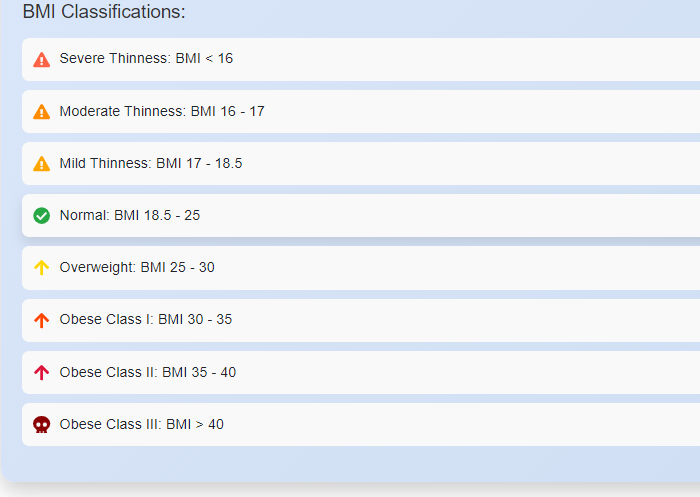 BMI Classifications:
Severe Thinness: BMI < 16
Moderate Thinness: BMI 16 - 17
Mild Thinness: BMI 17 - 18.5
Normal: BMI 18.5 - 25
Overweight: BMI 25 - 30
Obese Class I: BMI 30 - 35
Obese Class II: BMI 35 - 40
Obese Class III: BMI > 40